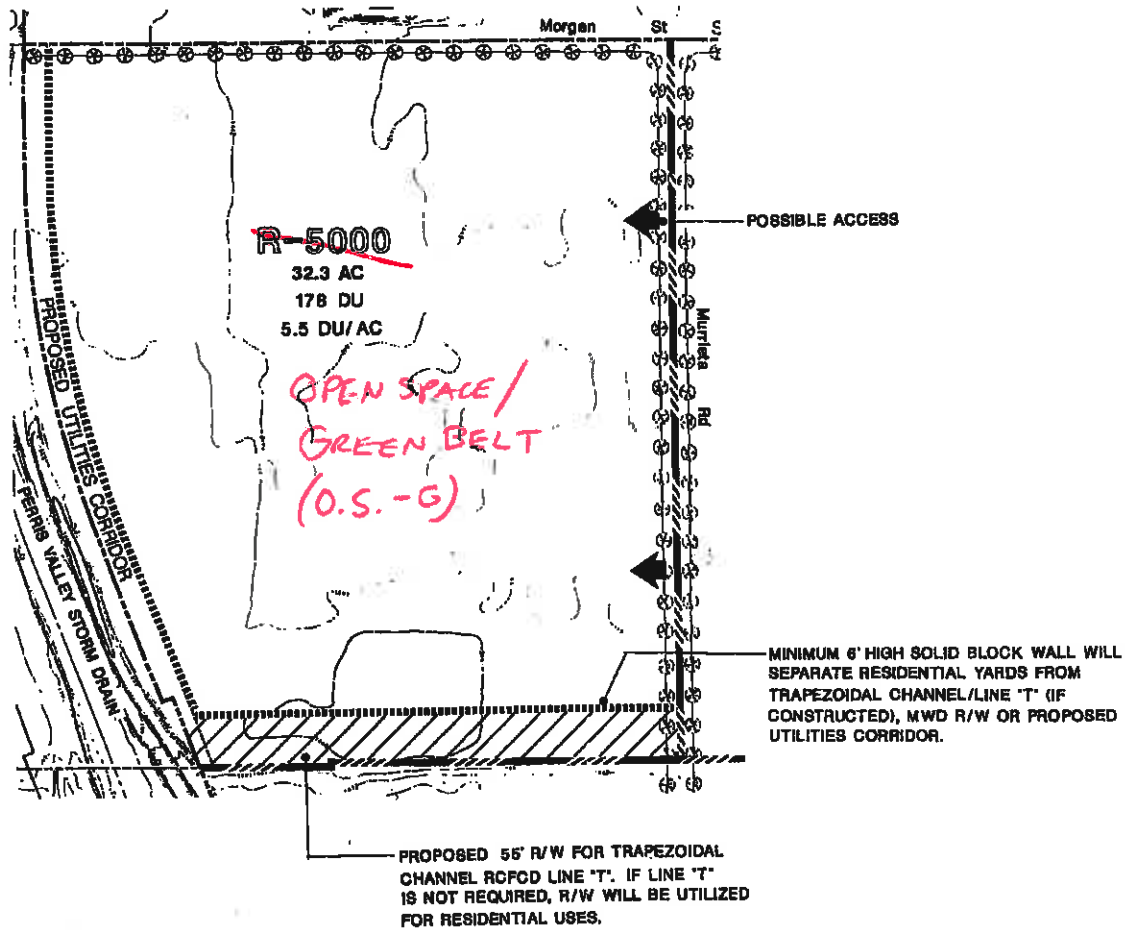 Morgan St S
POSSIBLE ACCESS
R-5000
32.3 AC
178 DU
5.5 DU/AC
Murrieta Rd
PROPOSED UTILITIES CORRIDOR
OPEN SPACE/
GREEN BELT
(O.S.-G)
PERRIS VALLEY STORM DRAIN
MINIMUM 6' HIGH SOLID BLOCK WALL WILL
SEPARATE RESIDENTIAL YARDS FROM
TRAPEZOIDAL CHANNEL/LINE "T" (IF
CONSTRUCTED), MWD R/W OR PROPOSED
UTILITIES CORRIDOR.
PROPOSED 55' R/W FOR TRAPEZOIDAL
CHANNEL RCFCD LINE "T". IF LINE "T"
IS NOT REQUIRED, R/W WILL BE UTILIZED
FOR RESIDENTIAL USES.